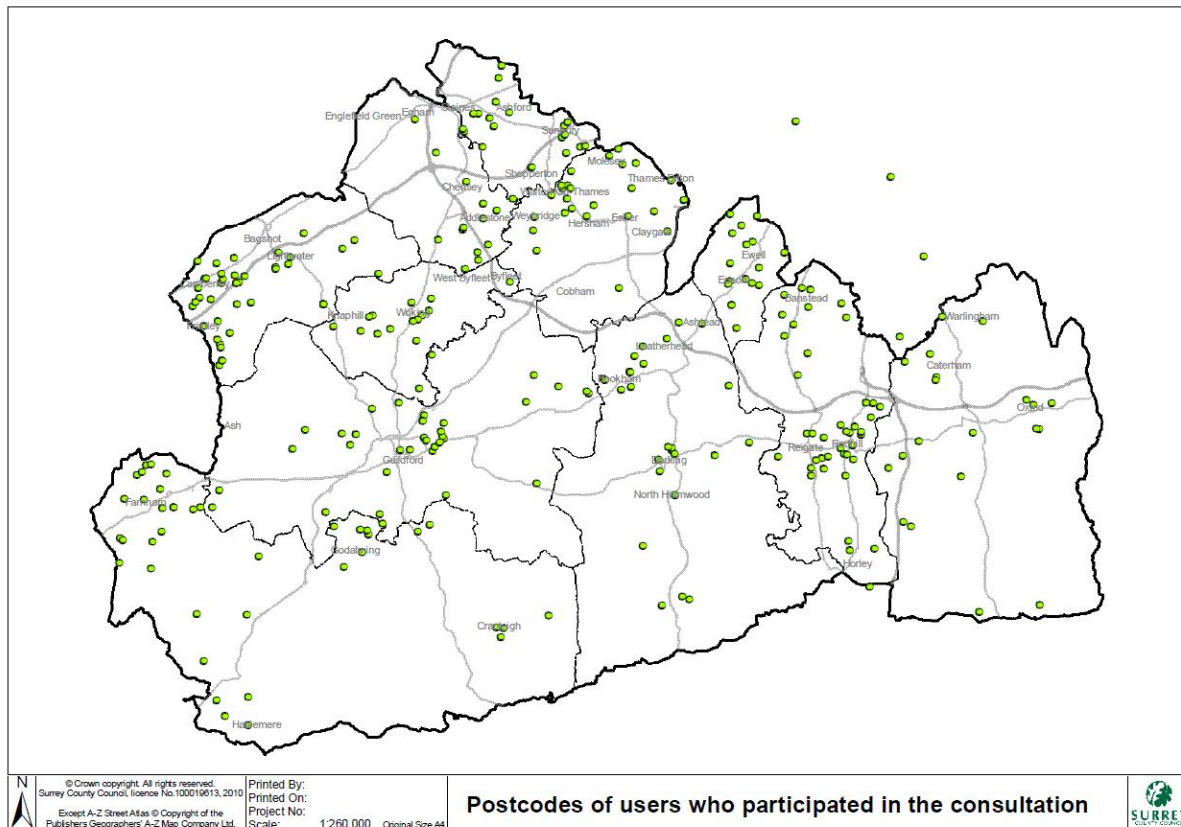 Staines
Ashford
Englefield Green
Egham
Sunbury
Molesey
Shepperton
Thames Ditton
Chertsey
Walton On Thames
Addlestone
Weybridge
Hersham
Esher
Claygate
Bagshot
Lightwater
Ewell
Epsom
Camberley
West Byfleet
Byfleet
Cobham
Banstead
Knaphill
Woking
Ashtead
Warlingham
Frimley
Leatherhead
Caterham
Bookham
Oxted
Ash
Guildford
Reigate
Redhill
Dorking
Farnham
North Holmwood
Godalming
Horley
Cranleigh
Haslemere
N
© Crown copyright. All rights reserved.
Surrey County Council, licence No.100019613, 2010
Except A-Z Street Atlas © Copyright of the
Publishers Geographers' A-Z Map Company Ltd.
Printed By:
Printed On:
Project No:
Scale: 1:260,000 Original Size A4
Postcodes of users who participated in the consultation
SURREY
COUNTY COUNCIL